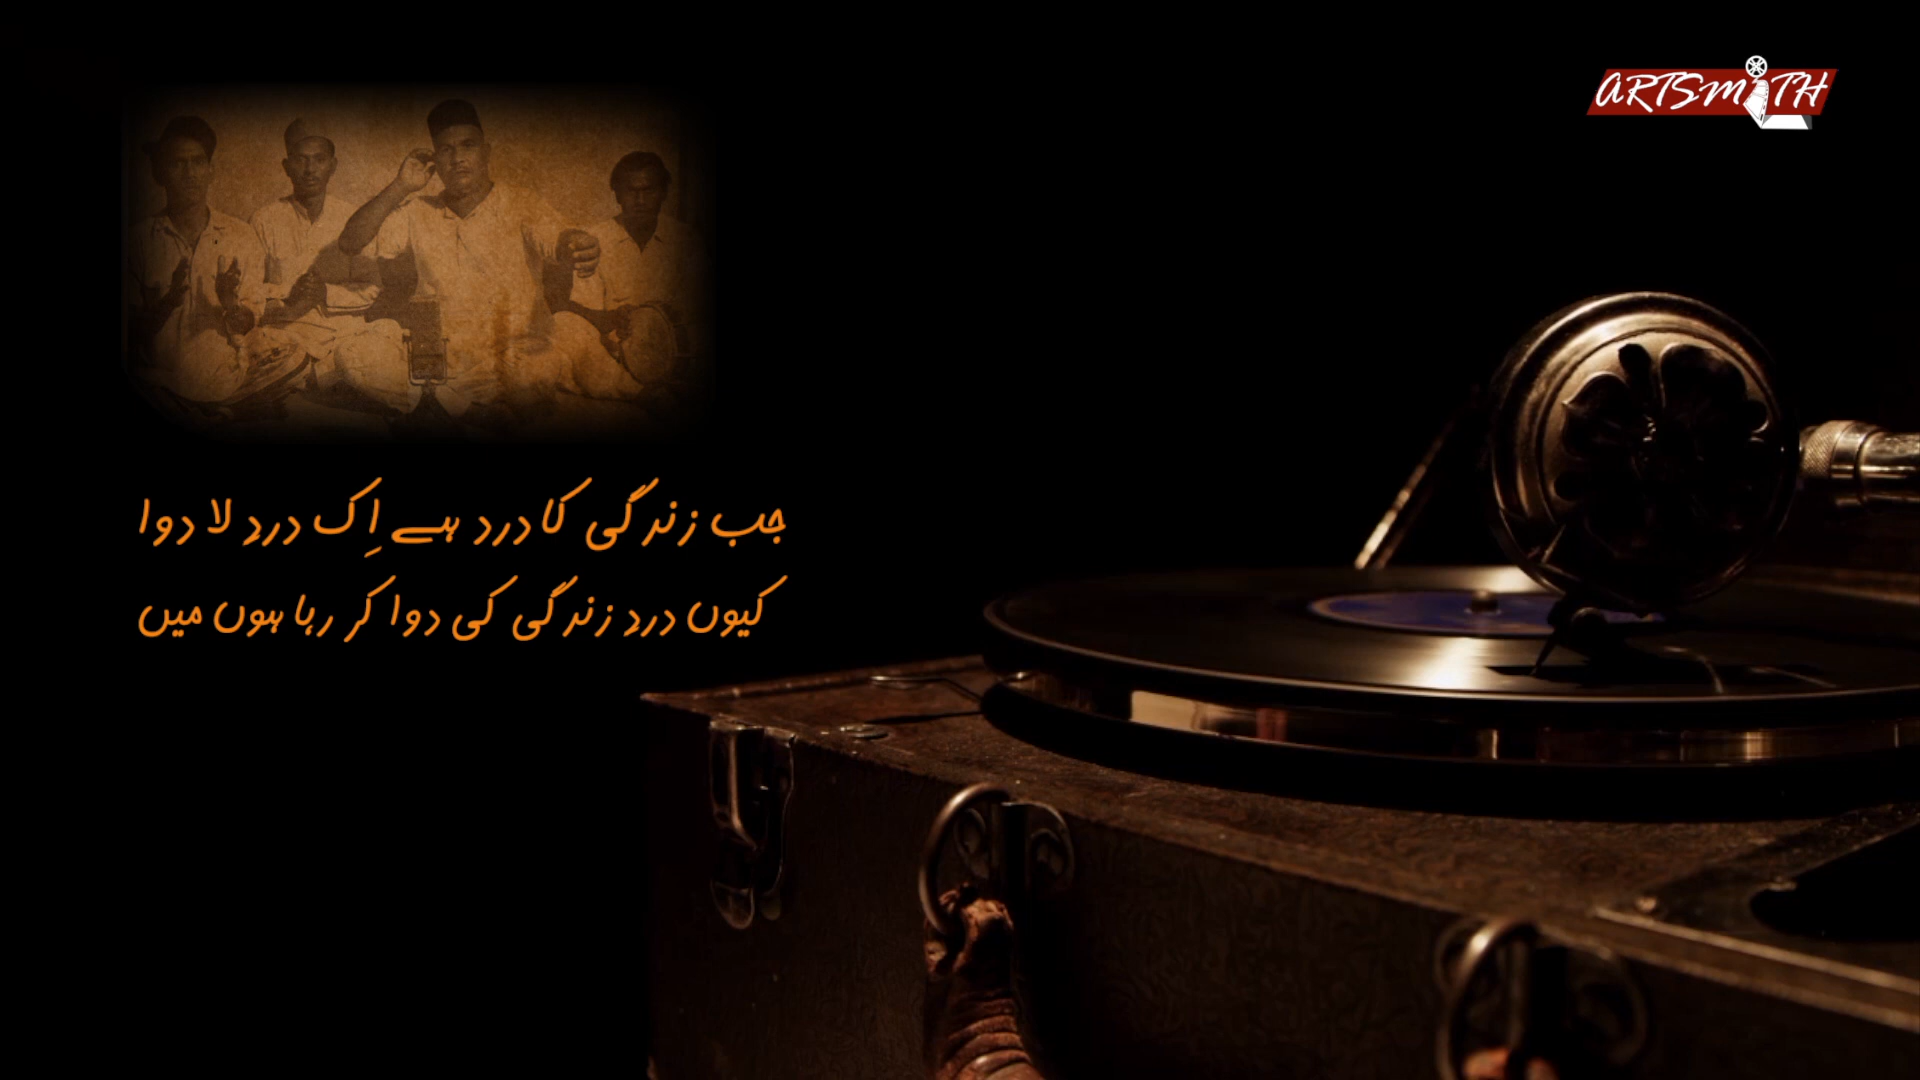 ARTSMITH
جب زندگی کا درد ہے اِک درد لا دوا
کیوں درد زندگی کی دوا کر رہا ہوں میں